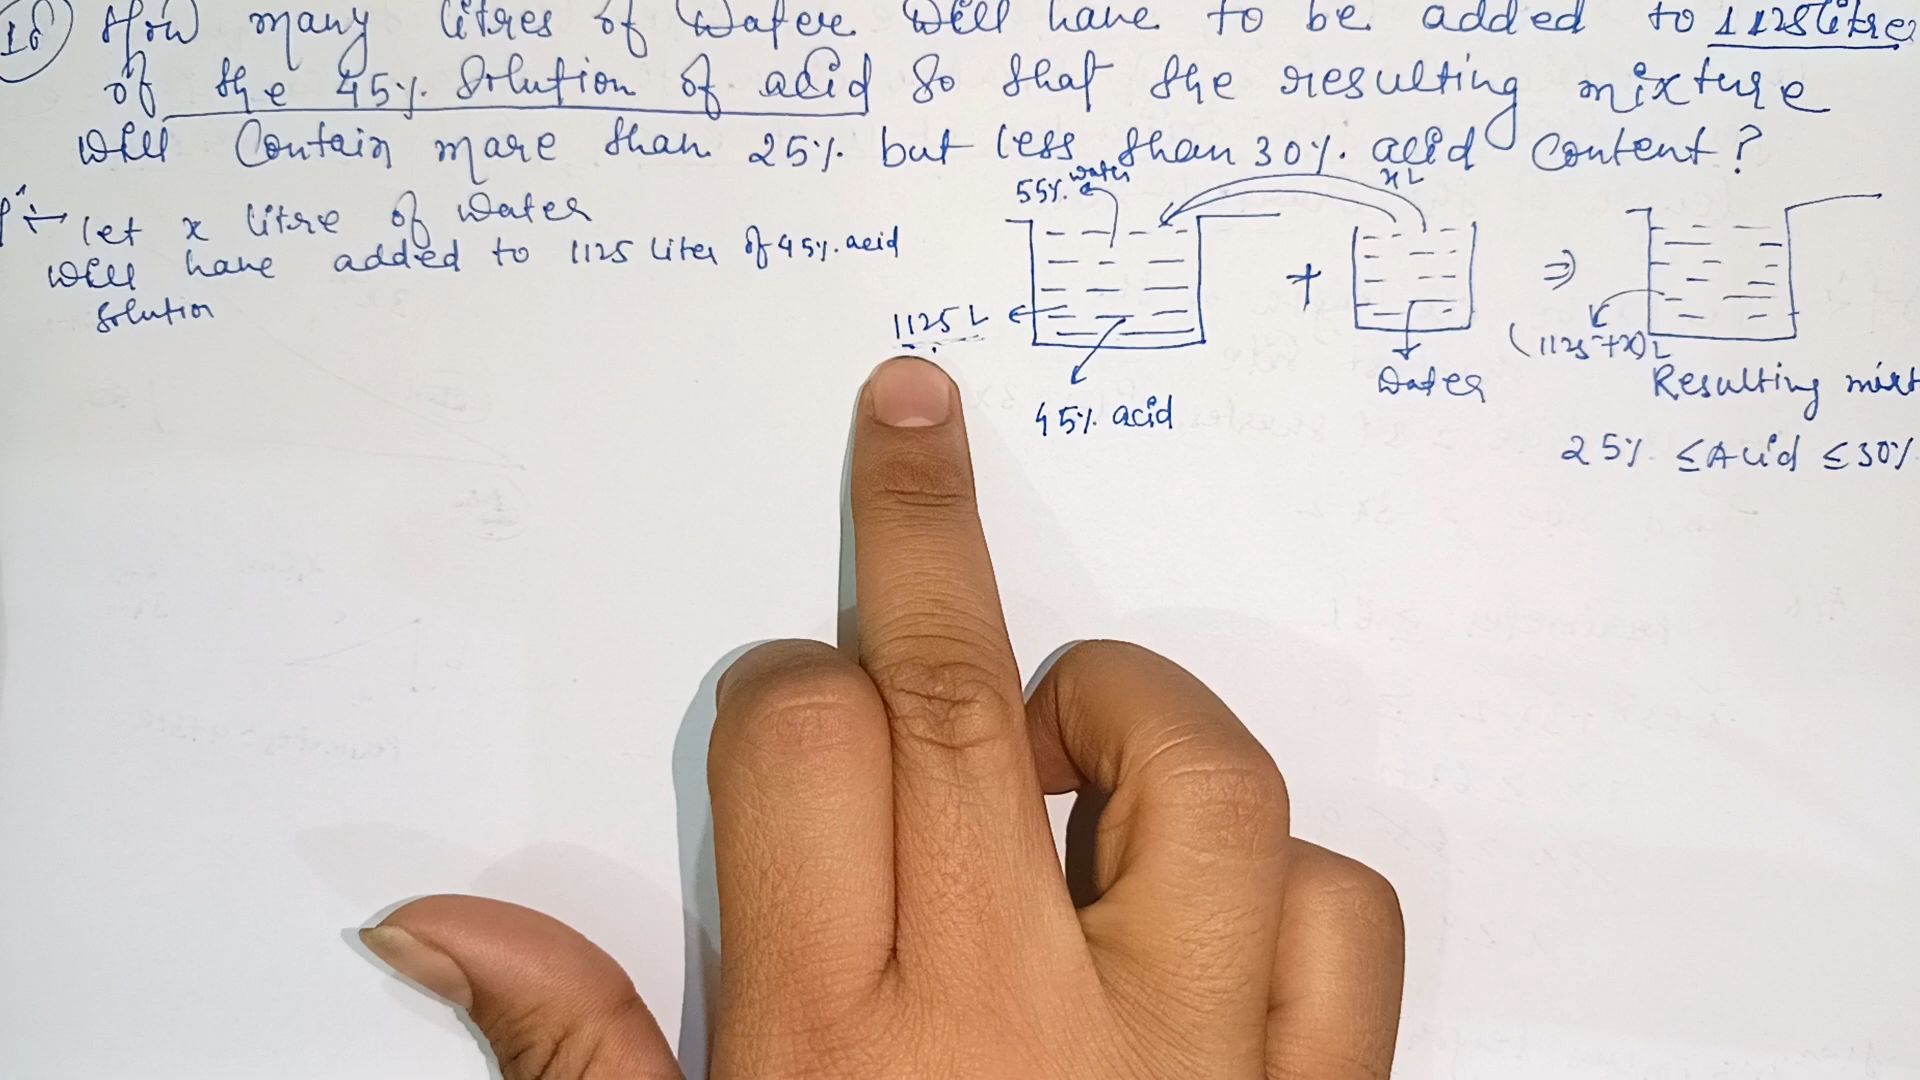 16) How many litres of water will have to be added to 1125 litre
of the 45% solution of acid so that the resulting mixture
will contain mare than 25% but less than 30% acid content?
let x litre of water
will have added to 1125 liter of 45% acid
solution
55% water
x L
1125 L
+
⇒
(1125+x)L
45% acid
Water
Resulting mixt
25% ≤ Acid ≤ 30%